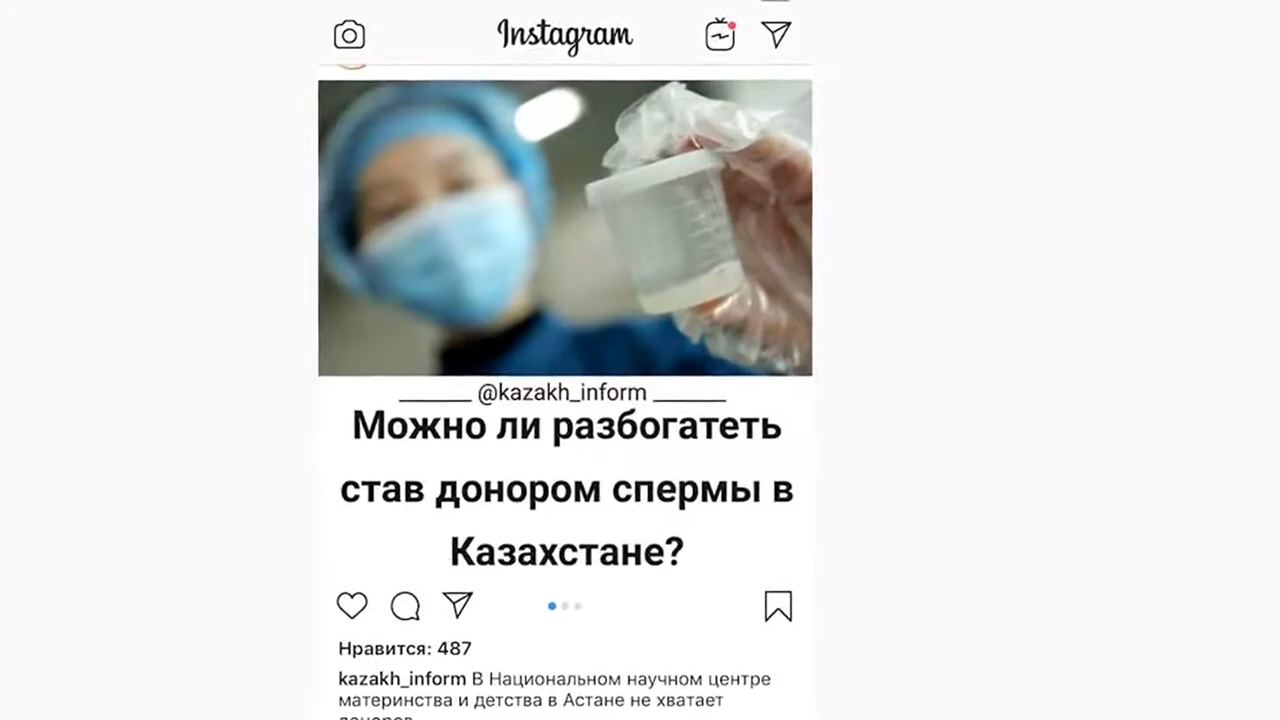 Instagram
@kazakh_inform
Можно ли разбогатеть
став донором спермы в
Казахстане?
Нравится: 487
kazakh_inform В Национальном научном центре
материнства и детства в Астане не хватает